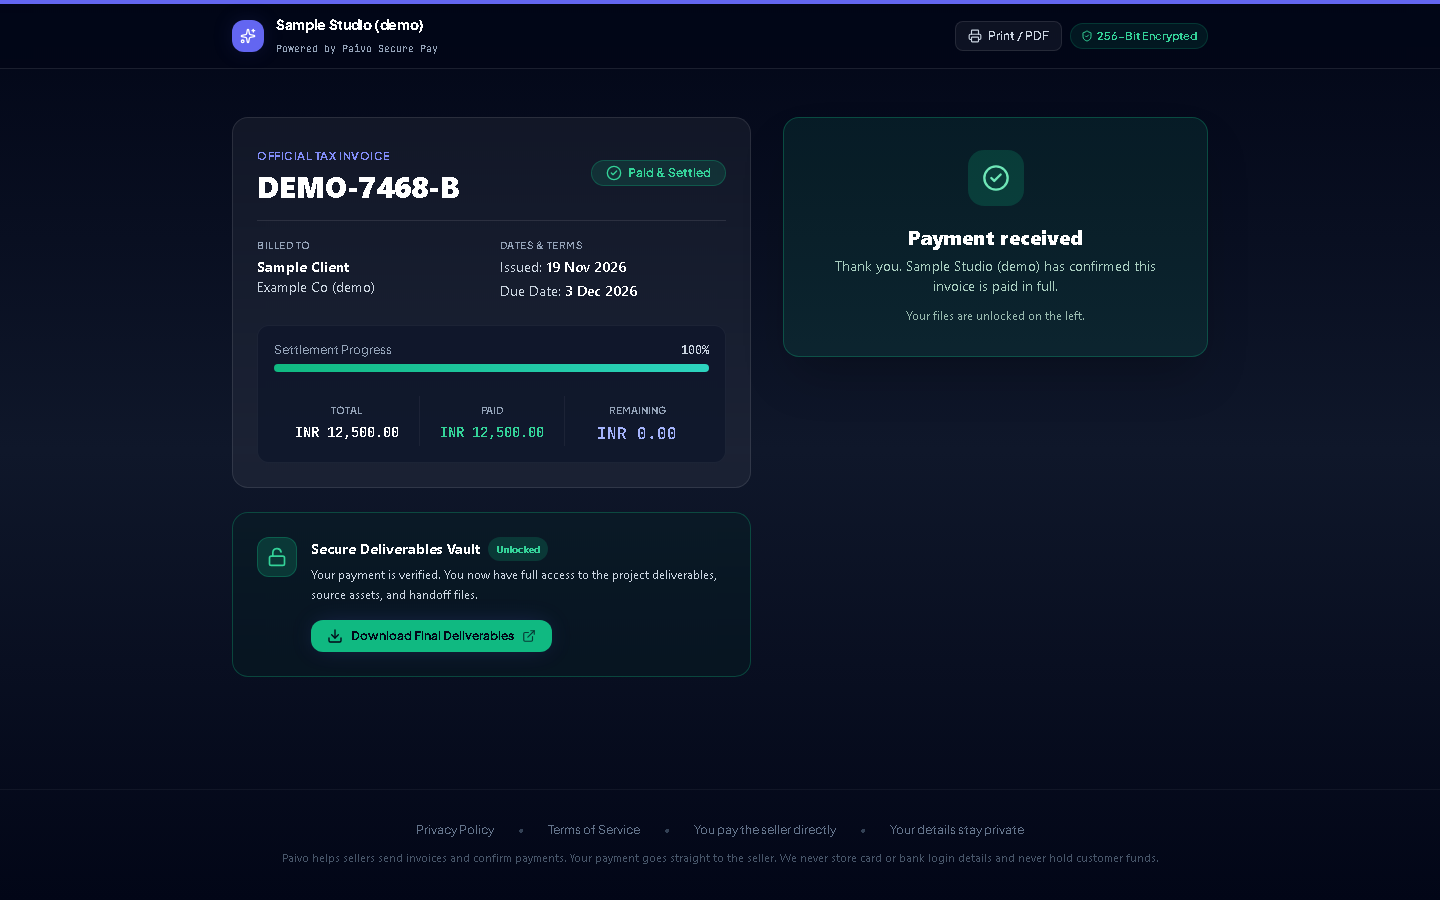 Sample Studio (demo)
Powered by Paivo Secure Pay
Print / PDF
256-Bit Encrypted
OFFICIAL TAX INVOICE
DEMO-7468-B
Paid & Settled
BILLED TO
Sample Client
Example Co (demo)
DATES & TERMS
Issued: 19 Nov 2026
Due Date: 3 Dec 2026
Settlement Progress
100%
TOTAL
INR 12,500.00
PAID
INR 12,500.00
REMAINING
INR 0.00
Secure Deliverables Vault
Unlocked
Your payment is verified. You now have full access to the project deliverables,
source assets, and handoff files.
Download Final Deliverables
Payment received
Thank you. Sample Studio (demo) has confirmed this
invoice is paid in full.
Your files are unlocked on the left.
Privacy Policy • Terms of Service • You pay the seller directly • Your details stay private
Paivo helps sellers send invoices and confirm payments. Your payment goes straight to the seller. We never store card or bank login details and never hold customer funds.